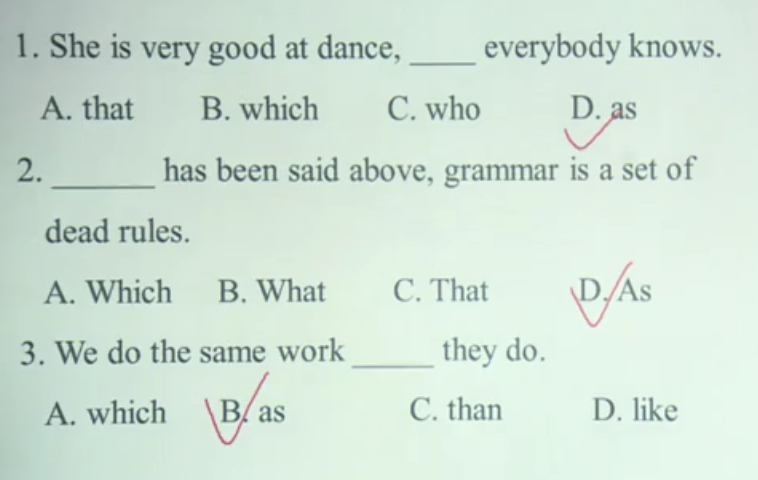 1. She is very good at dance, ____ everybody knows.
A. that B. which C. who D. as
2. ______ has been said above, grammar is a set of
dead rules.
A. Which B. What C. That D. As
3. We do the same work _____ they do.
A. which B. as C. than D. like